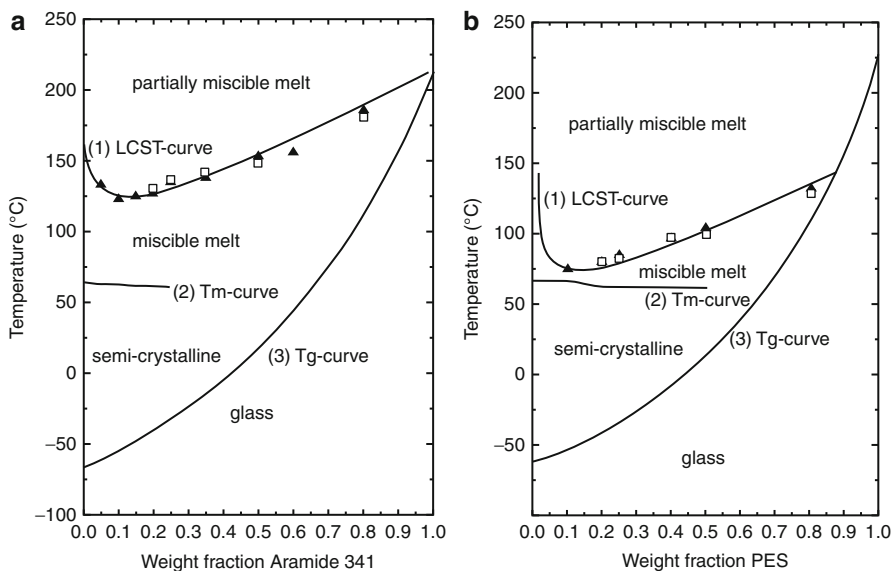 a
250
200
150
100
50
0
−50
−100
Temperature (°C)
partially miscible melt
(1) LCST-curve
miscible melt
(2) Tm-curve
semi-crystalline
(3) Tg-curve
glass
0.0 0.1 0.2 0.3 0.4 0.5 0.6 0.7 0.8 0.9 1.0
Weight fraction Aramide 341
b
250
200
150
100
50
0
−50
−100
Temperature (°C)
partially miscible melt
(1) LCST-curve
miscible melt
(2) Tm-curve
semi-crystalline
(3) Tg-curve
glass
0.0 0.1 0.2 0.3 0.4 0.5 0.6 0.7 0.8 0.9 1.0
Weight fraction PES